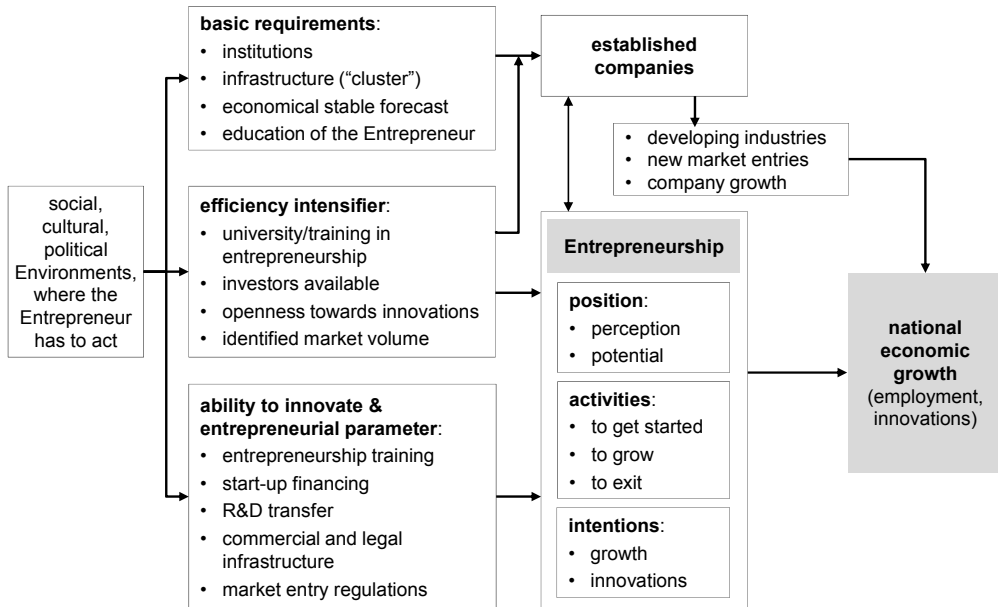 social,
cultural,
political
Environments,
where the
Entrepreneur
has to act
basic requirements:
• institutions
• infrastructure (“cluster”)
• economical stable forecast
• education of the Entrepreneur
efficiency intensifier:
• university/training in
entrepreneurship
• investors available
• openness towards innovations
• identified market volume
ability to innovate &
entrepreneurial parameter:
• entrepreneurship training
• start-up financing
• R&D transfer
• commercial and legal
infrastructure
• market entry regulations
established
companies
• developing industries
• new market entries
• company growth
Entrepreneurship
position:
• perception
• potential
activities:
• to get started
• to grow
• to exit
intentions:
• growth
• innovations
national
economic
growth
(employment,
innovations)